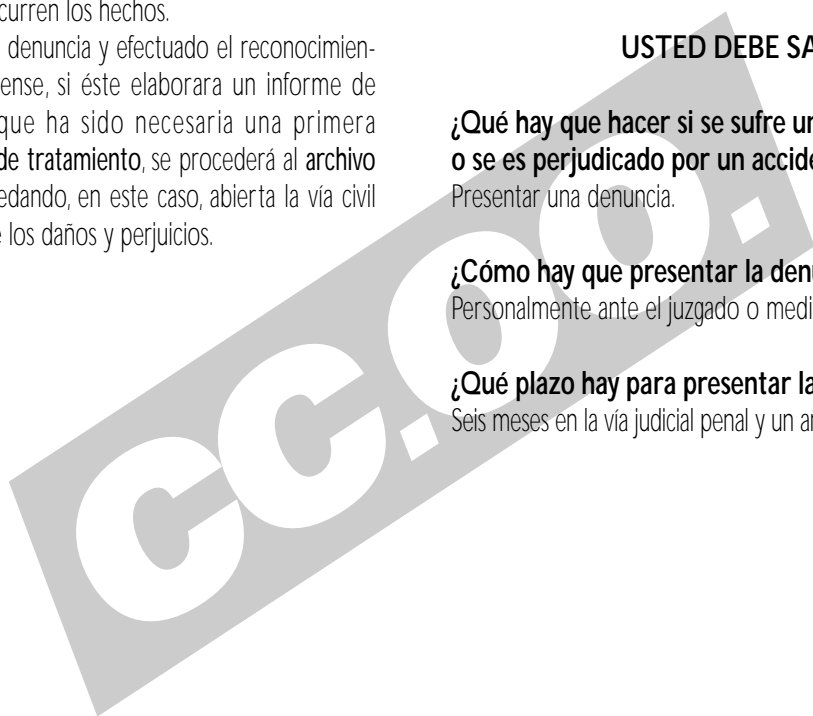 curren los hechos.
denuncia y efectuado el reconocimien-
ense, si éste elaborara un informe de
que ha sido necesaria una primera
de tratamiento, se procederá al archivo
edando, en este caso, abierta la vía civil
e los daños y perjuicios.
USTED DEBE SA
¿Qué hay que hacer si se sufre un
o se es perjudicado por un accide
Presentar una denuncia.
¿Cómo hay que presentar la denu
Personalmente ante el juzgado o medi
¿Qué plazo hay para presentar la
Seis meses en la vía judicial penal y un a
CC.OO.